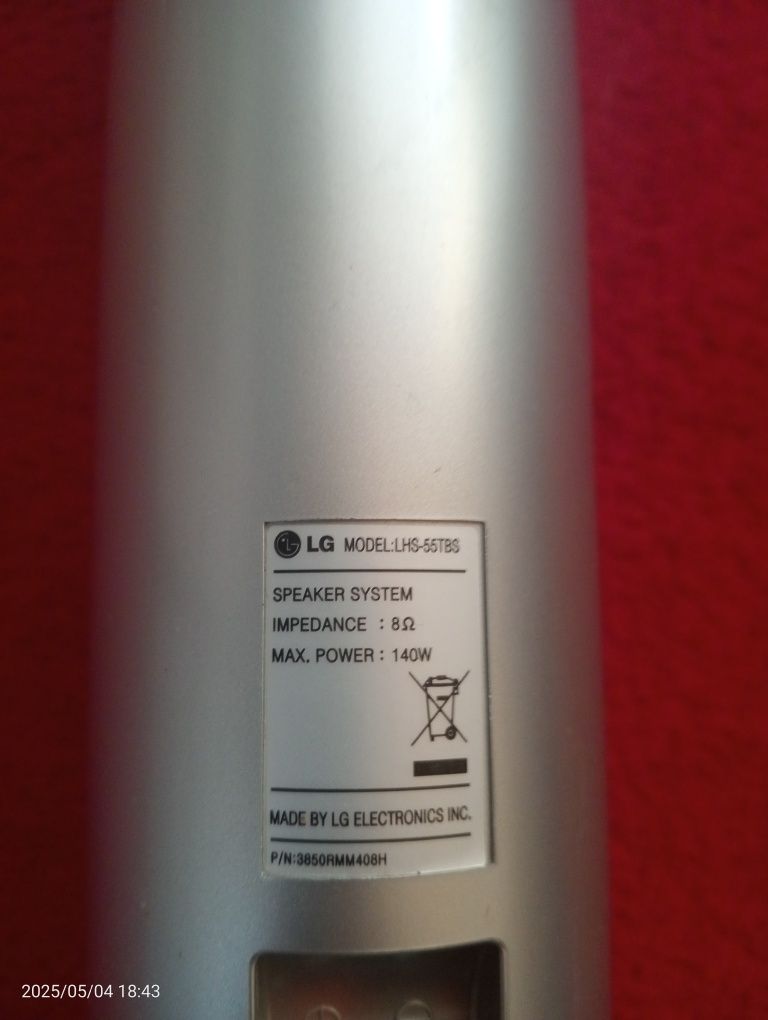 LG MODEL:LHS-55TBS
SPEAKER SYSTEM
IMPEDANCE : 8Ω
MAX. POWER : 140W
MADE BY LG ELECTRONICS INC.
P/N:3850RMM408H
2025/05/04 18:43